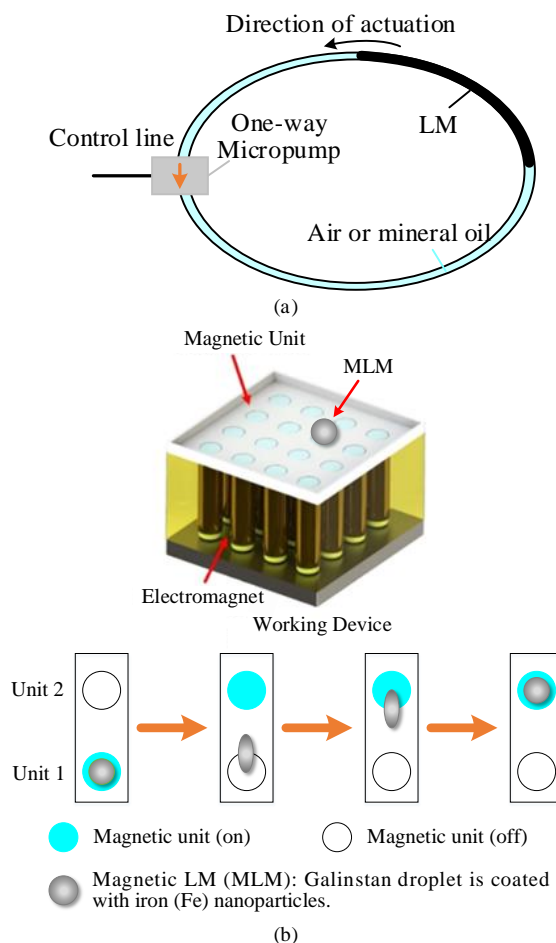 Direction of actuation
LM
Control line
One-way
Micropump
Air or mineral oil
(a)
Magnetic Unit
MLM
Electromagnet
Working Device
Unit 2
Unit 1
Magnetic unit (on)
Magnetic unit (off)
Magnetic LM (MLM): Galinstan droplet is coated
with iron (Fe) nanoparticles.
(b)